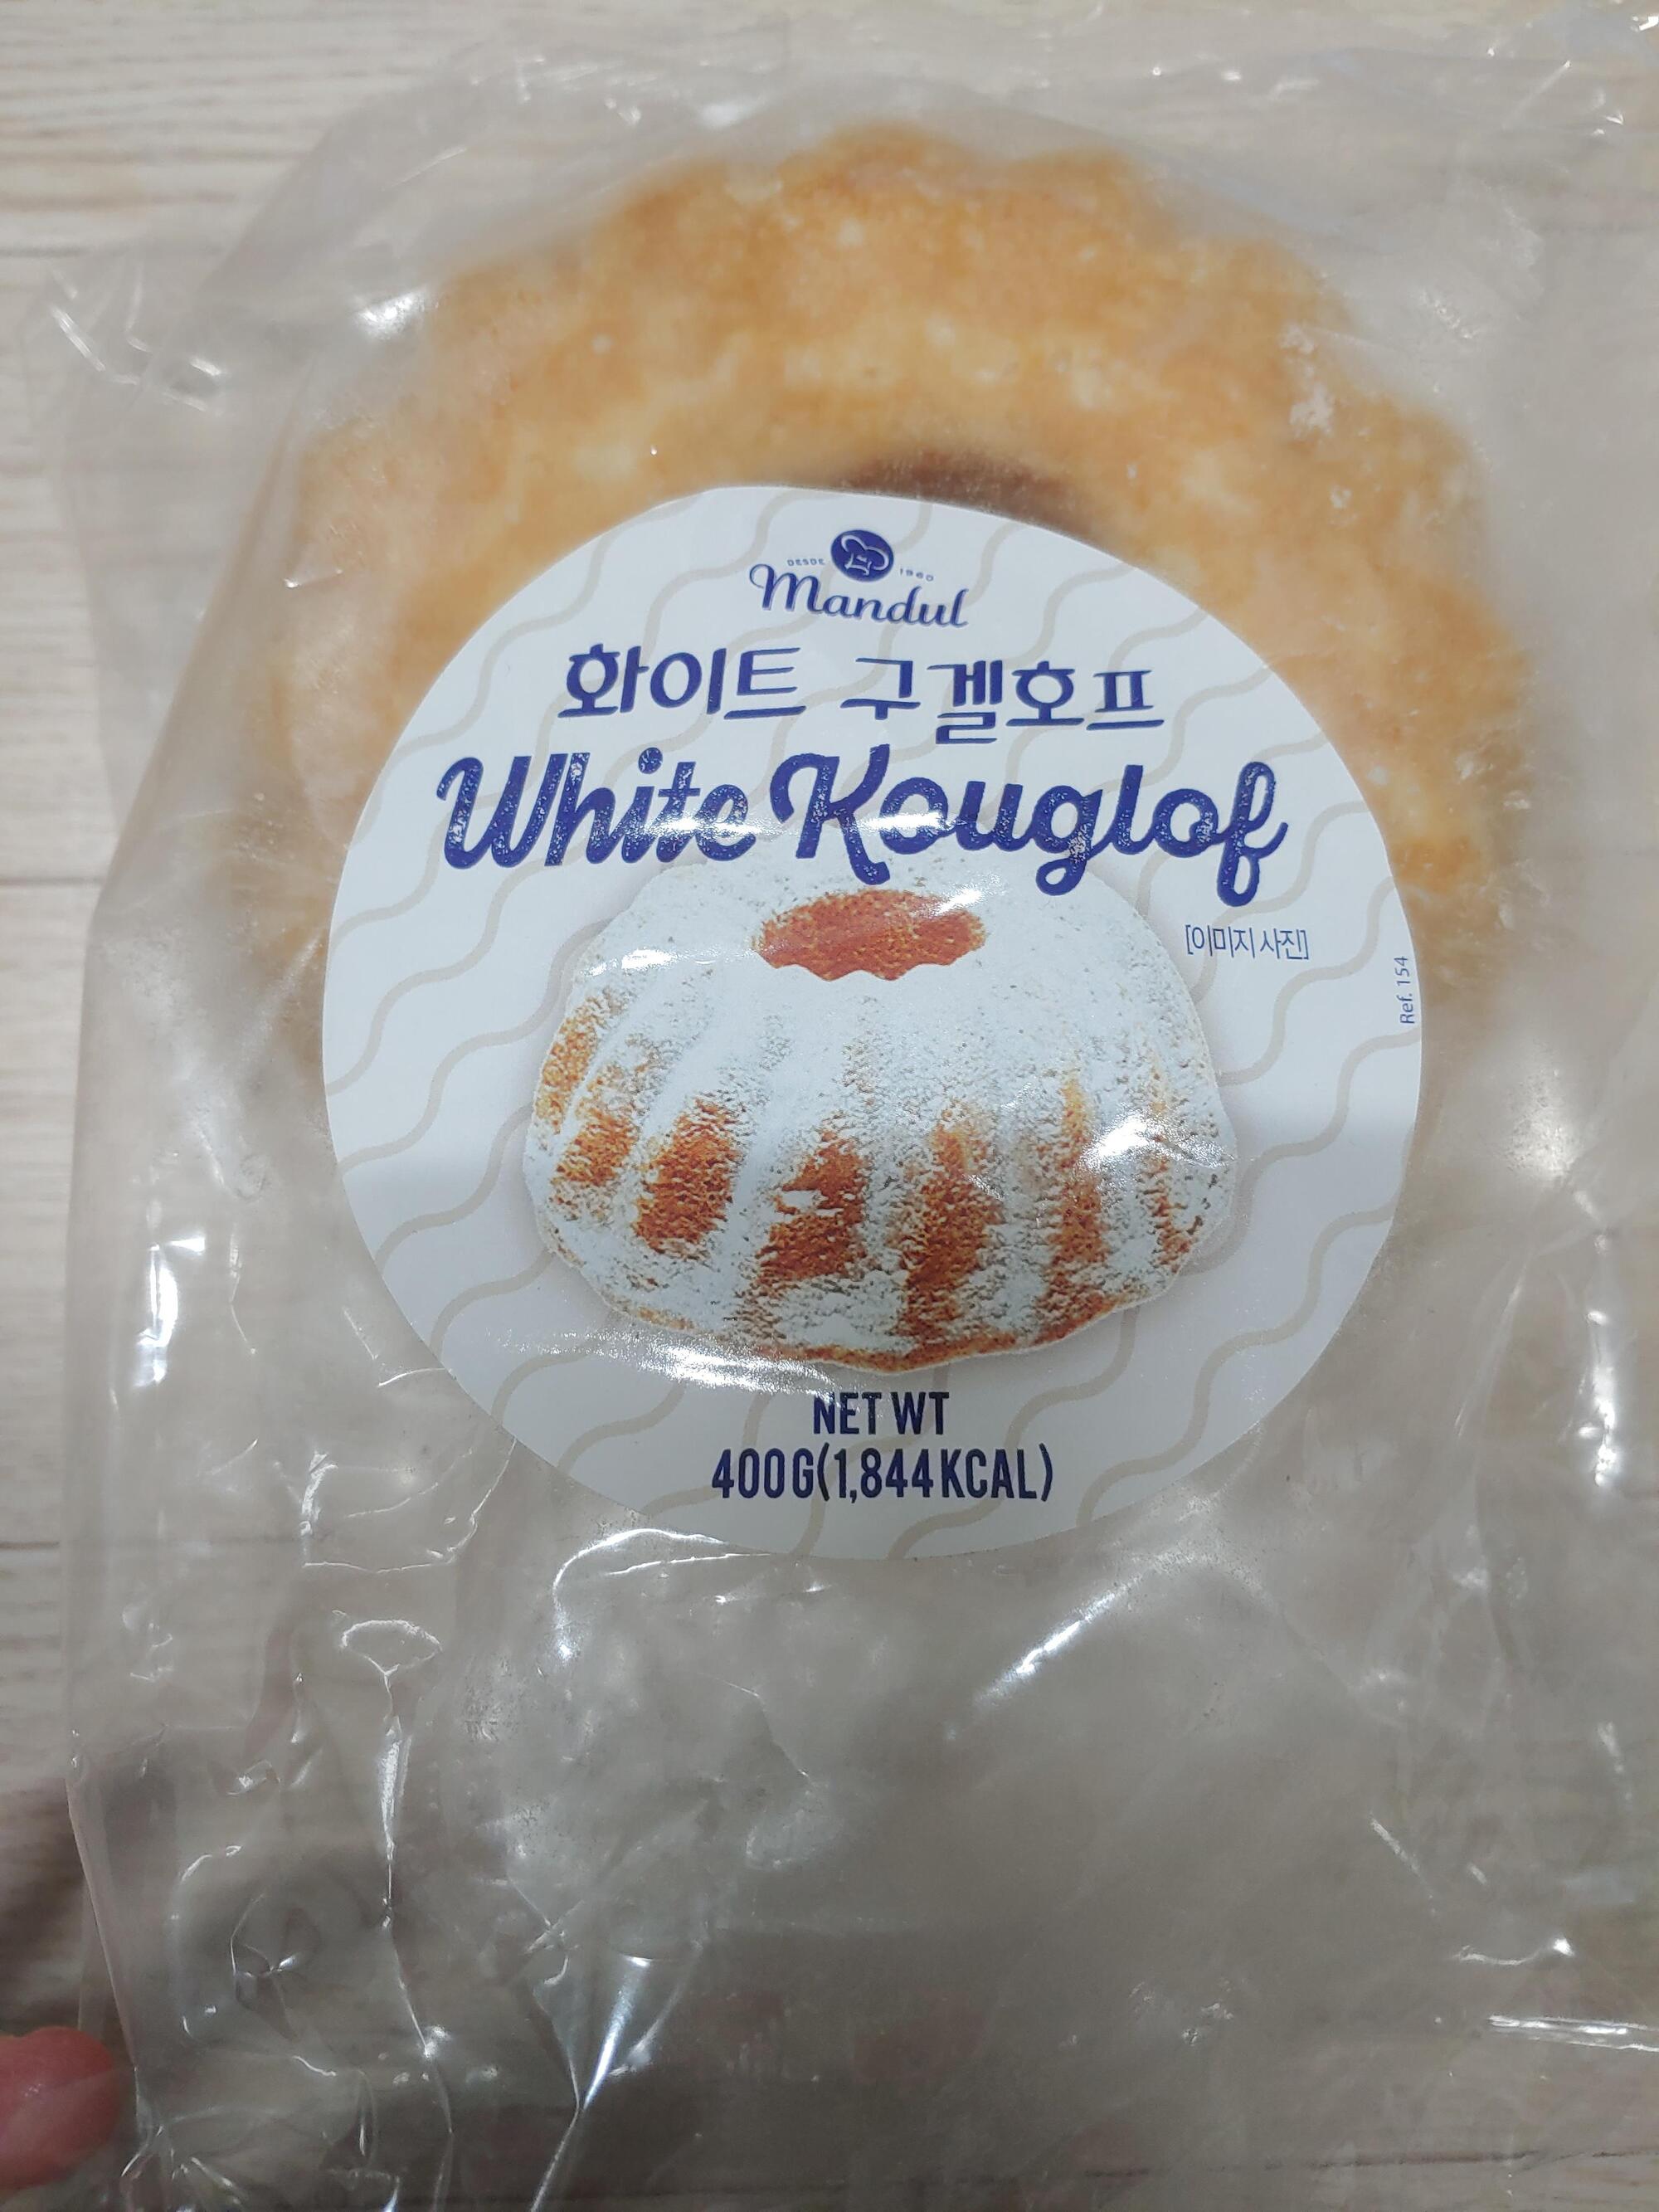 DESDE 1960
Mandul
화이트 구겔호프
White Kouglof
[이미지 사진]
Ref. 154
NET WT
400G(1,844KCAL)